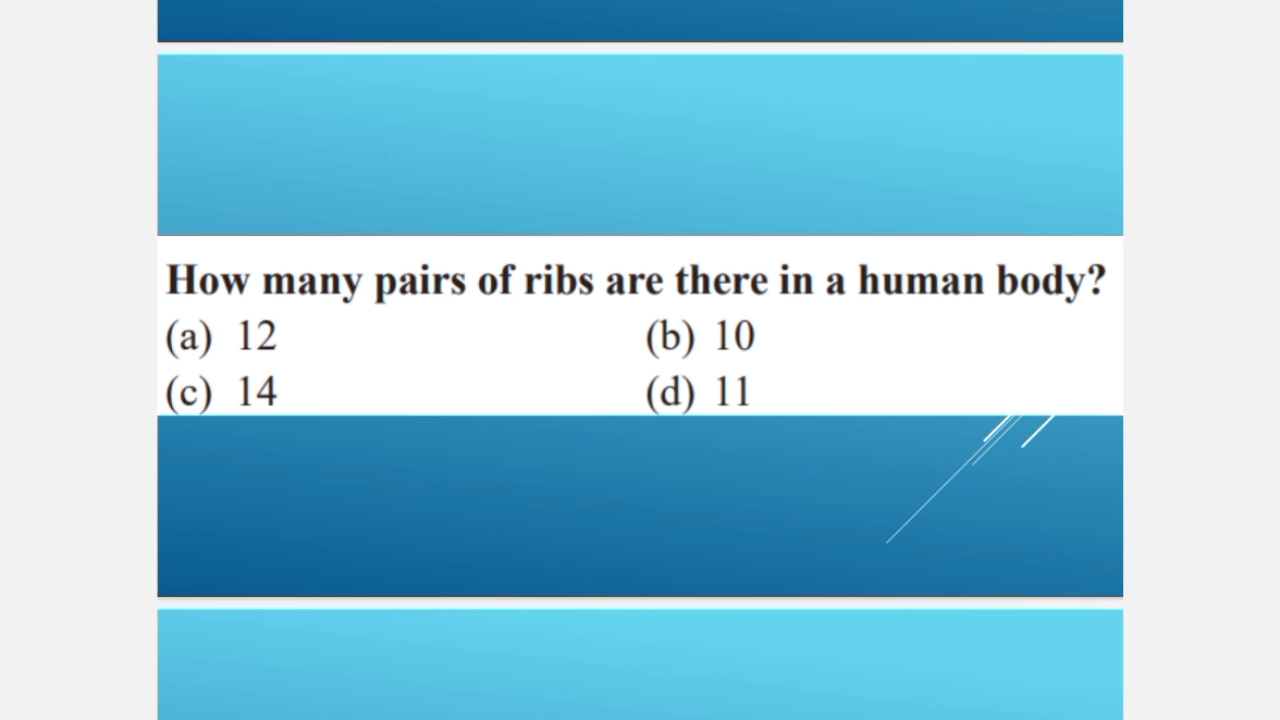 How many pairs of ribs are there in a human body?
(a) 12 (b) 10
(c) 14 (d) 11